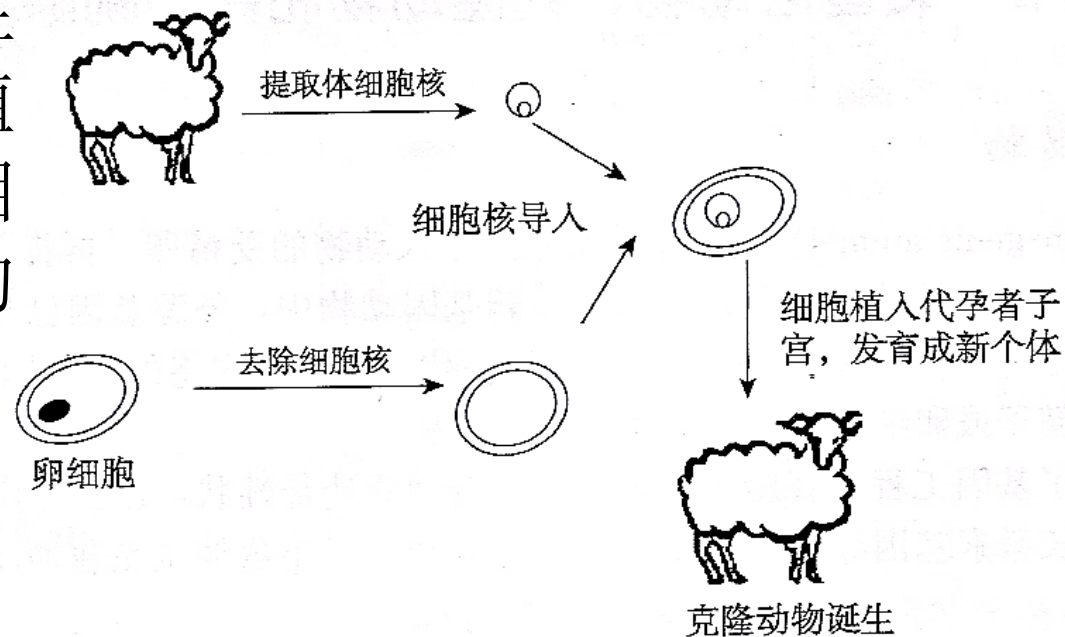 提取体细胞核
细胞核导入
细胞植入代孕者子
宫，发育成新个体
去除细胞核
卵细胞
克隆动物诞生